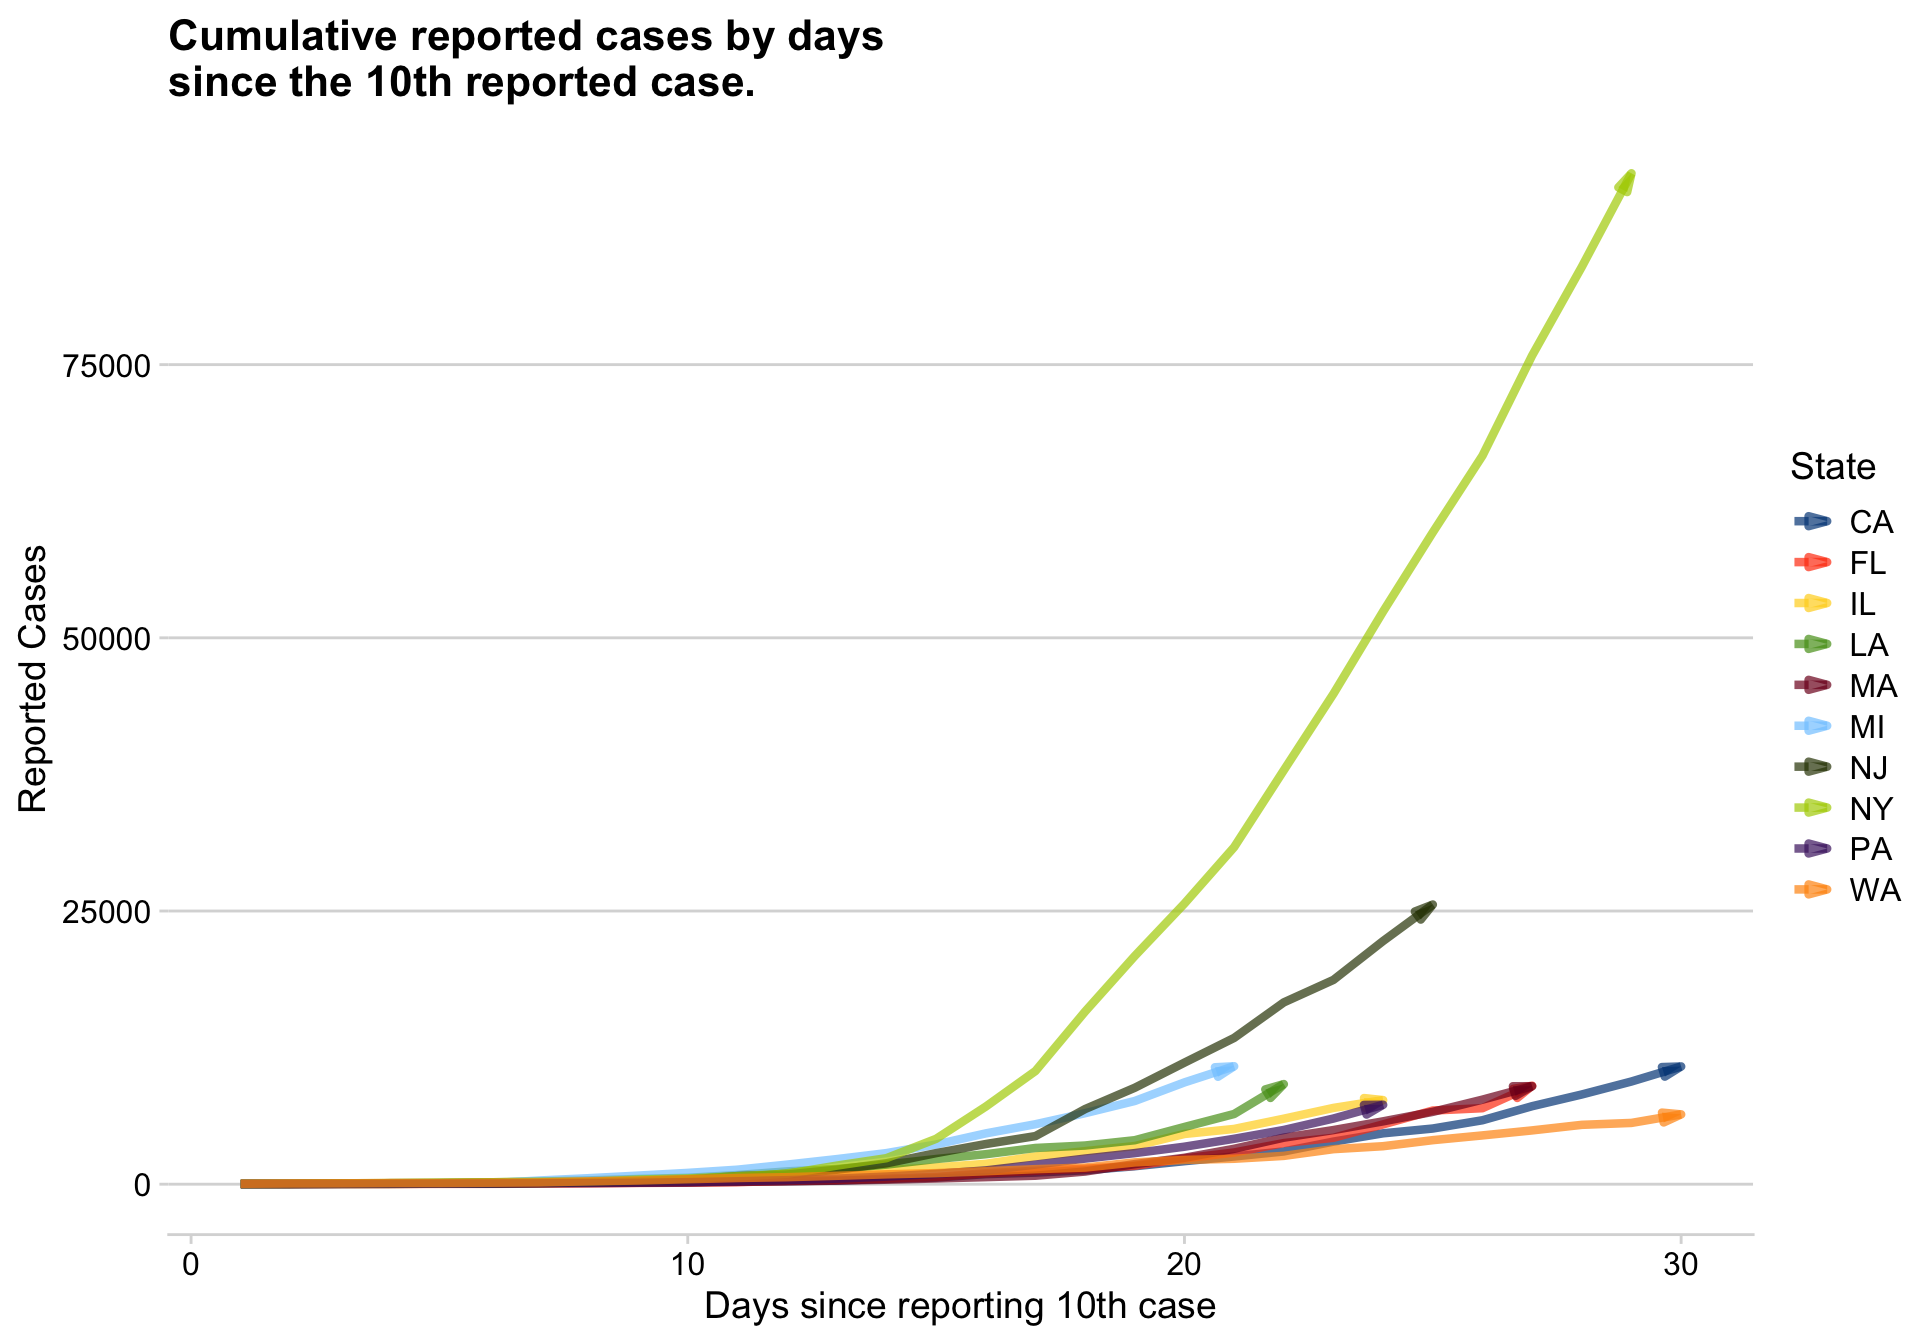 Cumulative reported cases by days
since the 10th reported case.
75000
50000
25000
0
Reported Cases
0 10 20 30
Days since reporting 10th case
State
CA
FL
IL
LA
MA
MI
NJ
NY
PA
WA